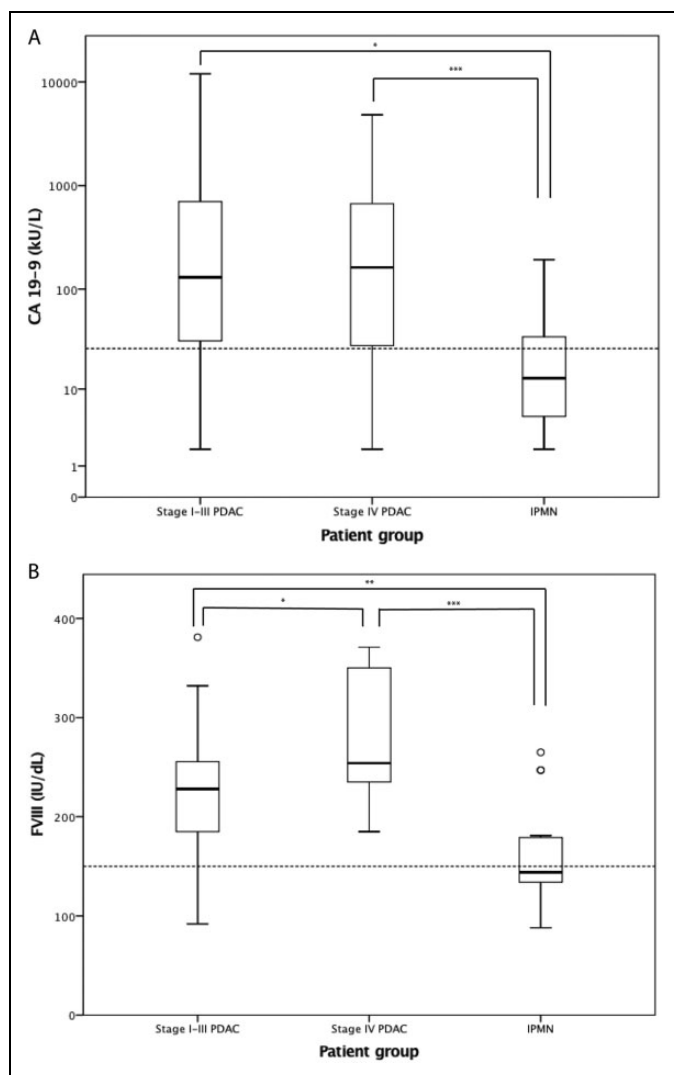 A
*
***
10000
1000
100
10
1
0
CA 19-9 (kU/L)
Stage I-III PDAC
Stage IV PDAC
IPMN
Patient group
B
**
*
***
400
300
200
100
0
FVIII (IU/dL)
Stage I-III PDAC
Stage IV PDAC
IPMN
Patient group